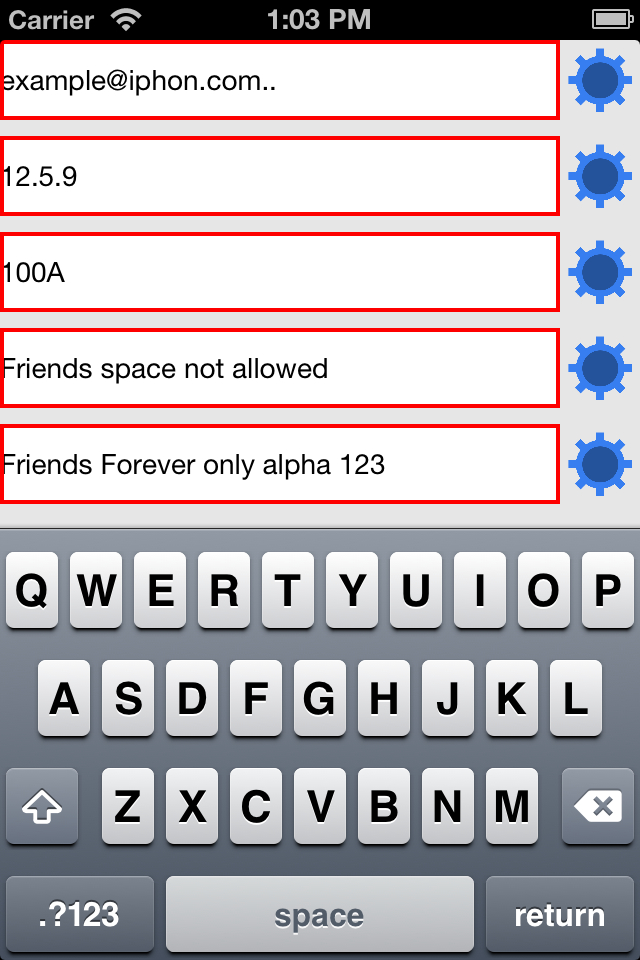 Carrier 1:03 PM
example@iphon.com..
12.5.9
100A
Friends space not allowed
Friends Forever only alpha 123
Q W E R T Y U I O P
A S D F G H J K L
Z X C V B N M
.?123 space return